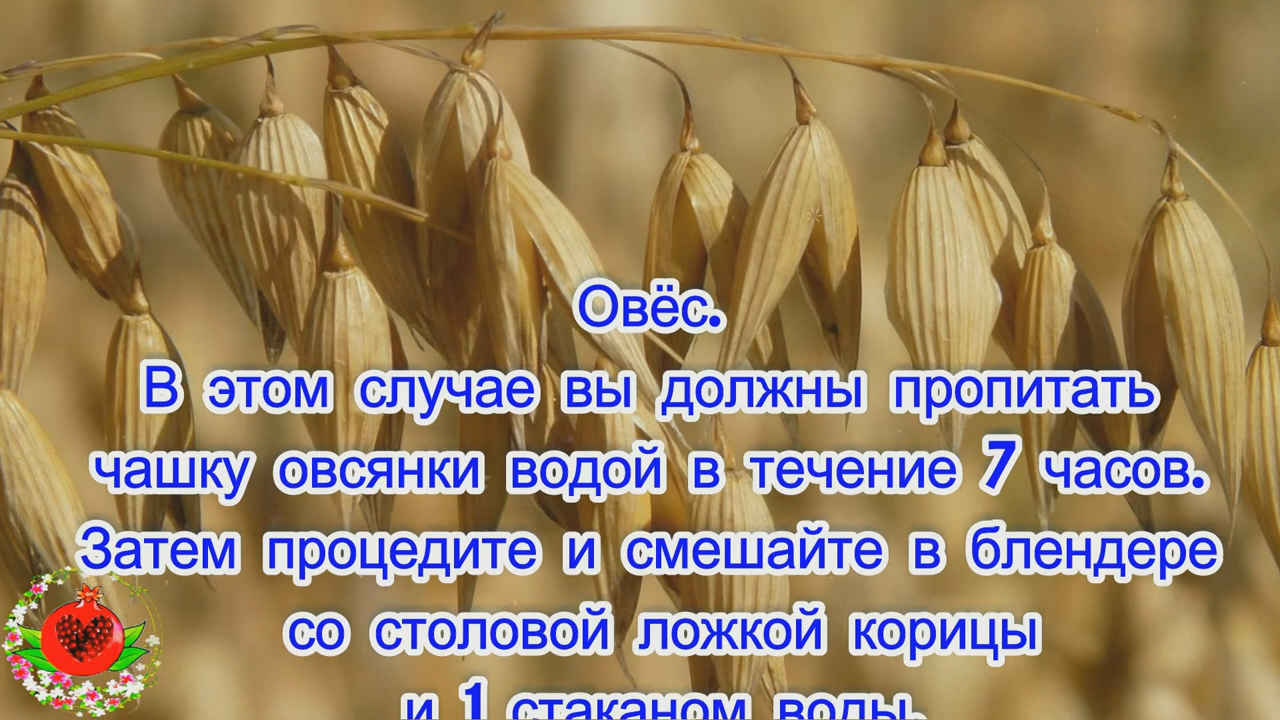 Овёс.
В этом случае вы должны пропитать
чашку овсянки водой в течение 7 часов.
Затем процедите и смешайте в блендере
со столовой ложкой корицы
и 1 стаканом воды.